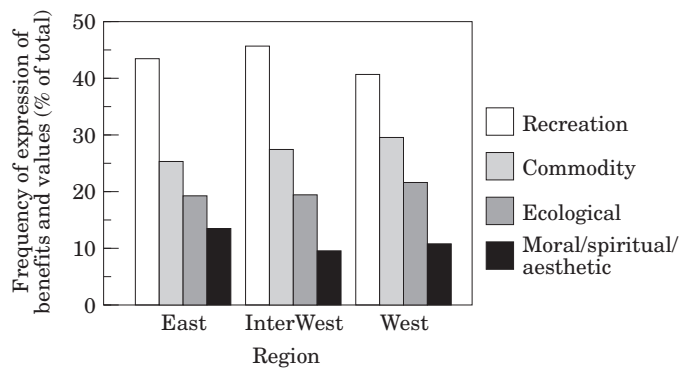 Frequency of expression of
benefits and values (% of total)
50
40
30
20
10
0
East
InterWest
West
Region
Recreation
Commodity
Ecological
Moral/spiritual/
aesthetic